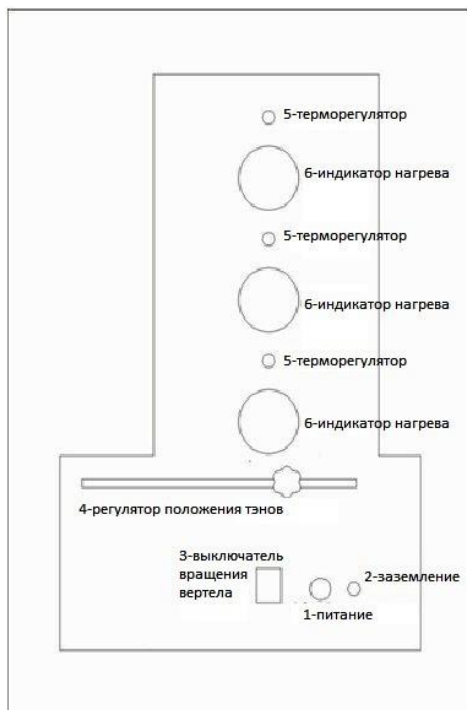 5-терморегулятор
6-индикатор нагрева
5-терморегулятор
6-индикатор нагрева
5-терморегулятор
6-индикатор нагрева
4-регулятор положения тэнов
3-выключатель
вращения
вертела
2-заземление
1-питание